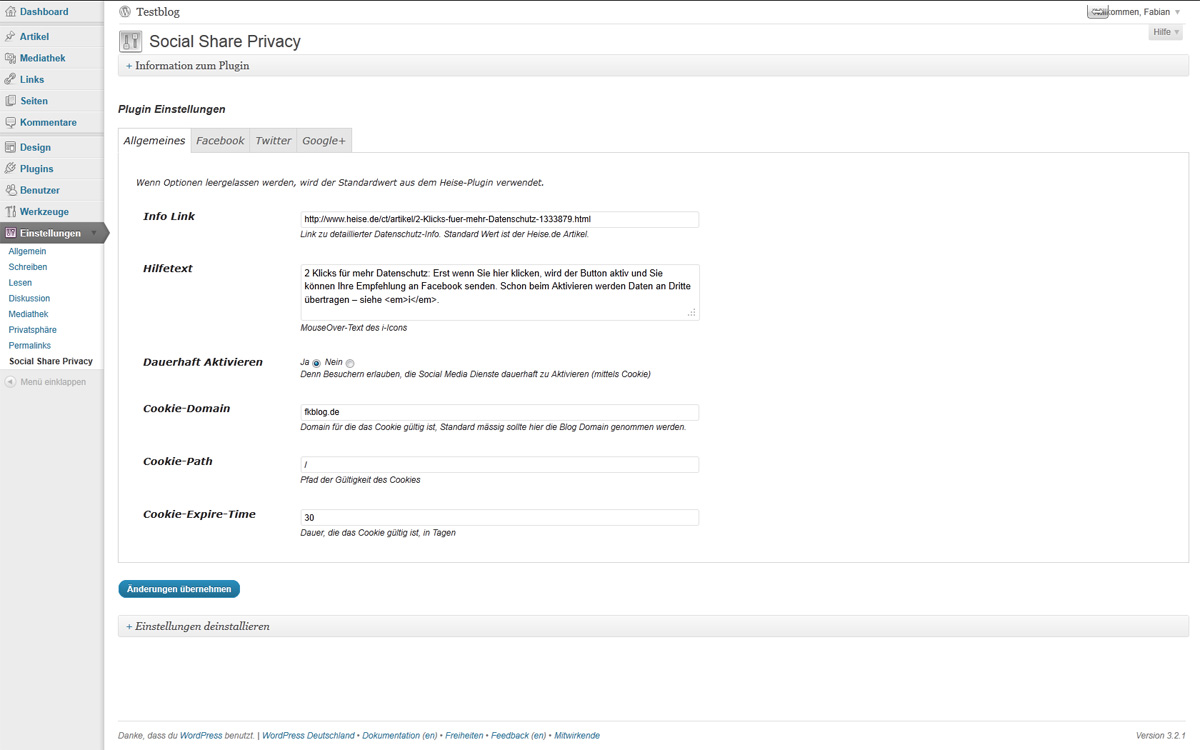 Dashboard
Artikel
Mediathek
Links
Seiten
Kommentare
Design
Plugins
Benutzer
Werkzeuge
Einstellungen
Allgemein
Schreiben
Lesen
Diskussion
Mediathek
Privatsphäre
Permalinks
Social Share Privacy
Menü einklappen
Testblog
kommen, Fabian
Hilfe
Social Share Privacy
+ Information zum Plugin
Plugin Einstellungen
Allgemeines Facebook Twitter Google+
Wenn Optionen leergelassen werden, wird der Standardwert aus dem Heise-Plugin verwendet.
Info Link
http://www.heise.de/ct/artikel/2-Klicks-fuer-mehr-Datenschutz-1333879.html
Link zu detaillierter Datenschutz-Info. Standard Wert ist der Heise.de Artikel.
Hilfetext
2 Klicks für mehr Datenschutz: Erst wenn Sie hier klicken, wird der Button aktiv und Sie
können Ihre Empfehlung an Facebook senden. Schon beim Aktivieren werden Daten an Dritte
übertragen – siehe <em>i</em>.
MouseOver-Text des i-Icons
Dauerhaft Aktivieren
Ja Nein
Denn Besuchern erlauben, die Social Media Dienste dauerhaft zu Aktivieren (mittels Cookie)
Cookie-Domain
fkblog.de
Domain für die das Cookie gültig ist, Standard mässig sollte hier die Blog Domain genommen werden.
Cookie-Path
/
Pfad der Gültigkeit des Cookies
Cookie-Expire-Time
30
Dauer, die das Cookie gültig ist, in Tagen
Änderungen übernehmen
+ Einstellungen deinstallieren
Danke, dass du WordPress benutzt. | WordPress Deutschland • Dokumentation (en) • Freiheiten • Feedback (en) • Mitwirkende
Version 3.2.1